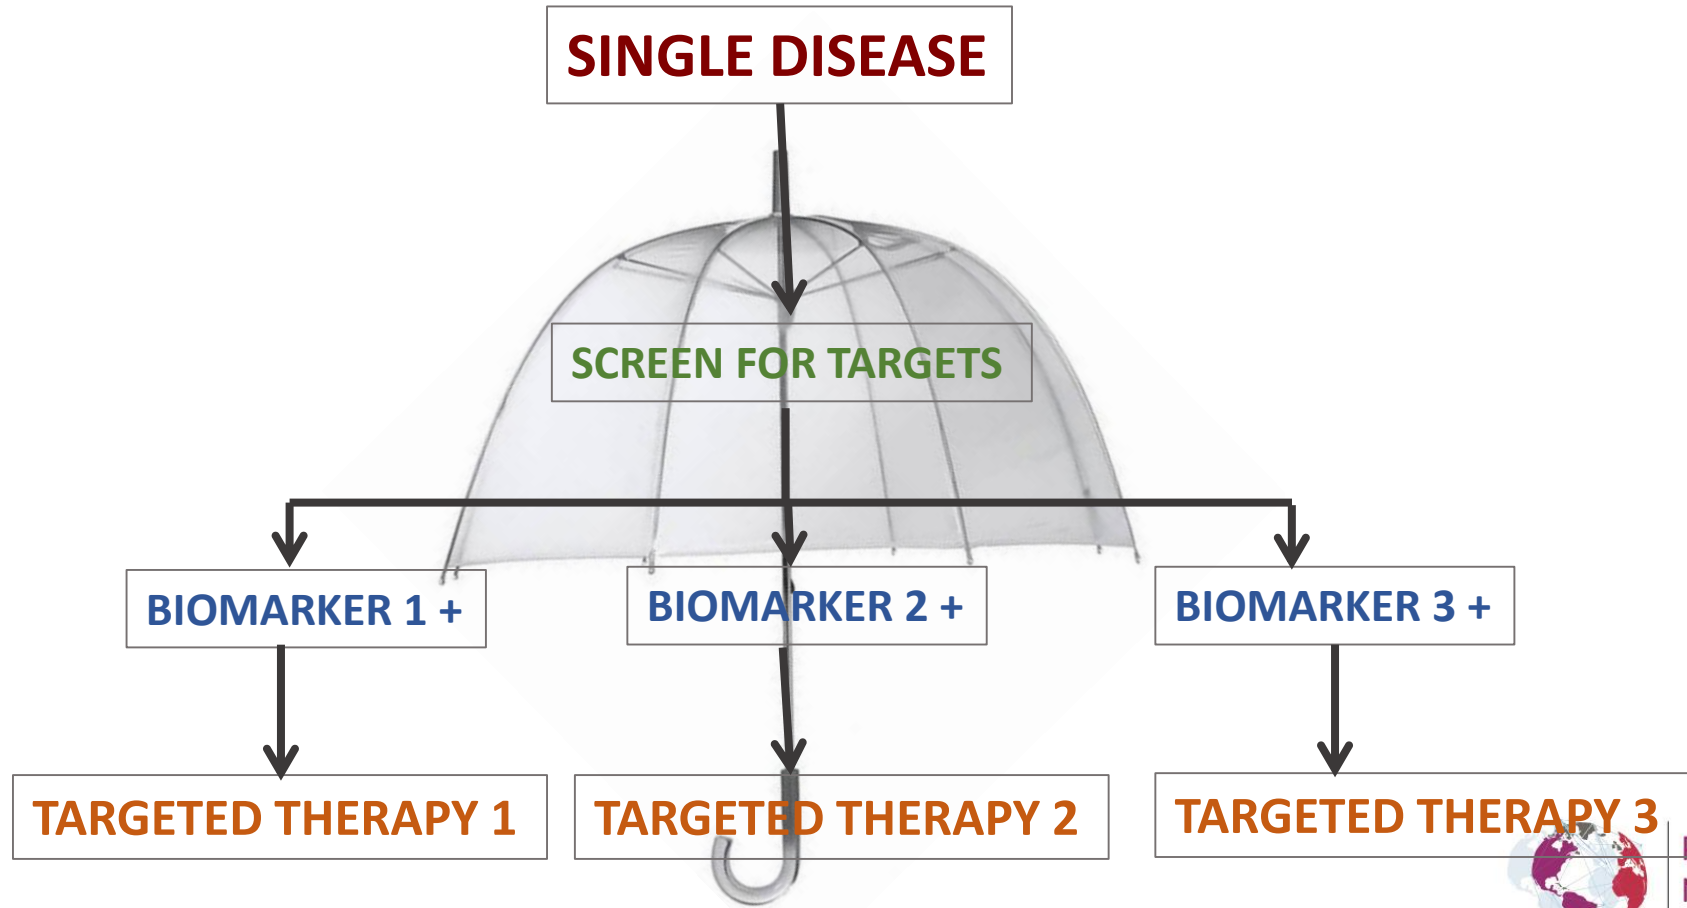 SINGLE DISEASE
SCREEN FOR TARGETS
BIOMARKER 1 +
BIOMARKER 2 +
BIOMARKER 3 +
TARGETED THERAPY 1
TARGETED THERAPY 2
TARGETED THERAPY 3